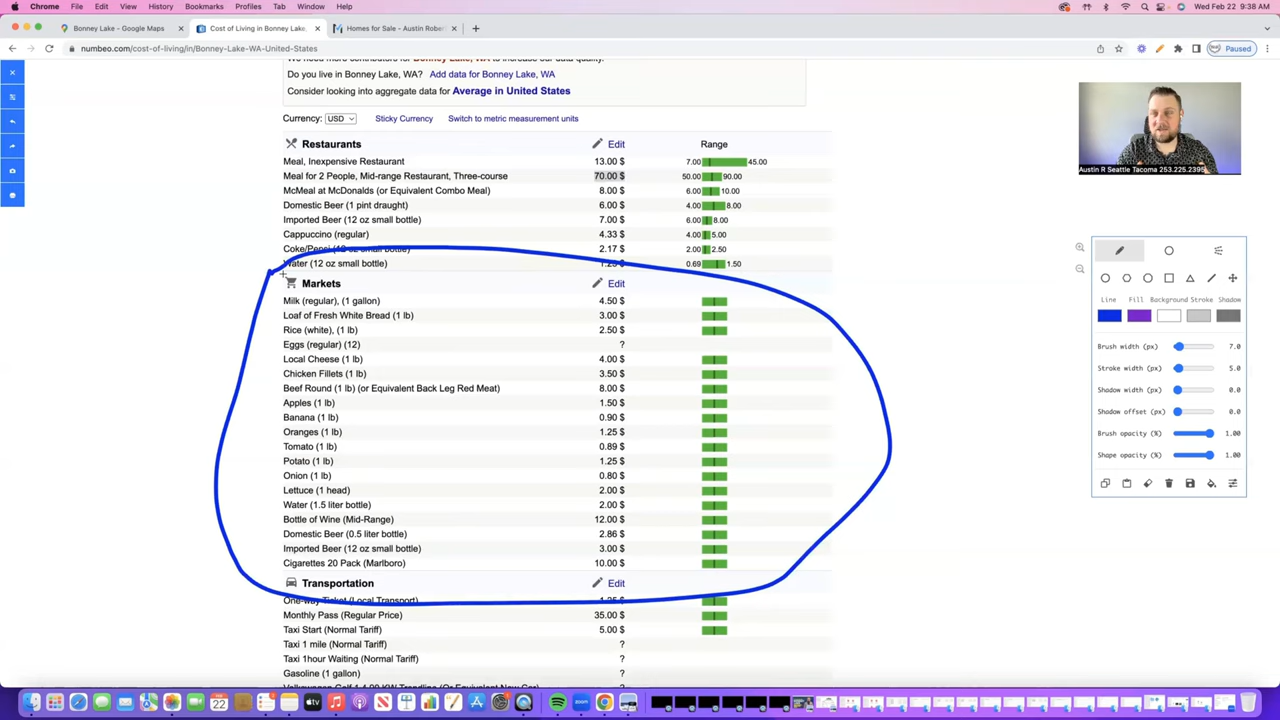 Chrome File Edit View History Bookmarks Profiles Tab Window Help
Wed Feb 22 9:38 AM
Bonney Lake - Google Maps
Cost of Living in Bonney Lake,
Homes for Sale - Austin Rober
numbeo.com/cost-of-living/in/Bonney-Lake-WA-United-States
Paused
Do you live in Bonney Lake, WA? Add data for Bonney Lake, WA
Consider looking into aggregate data for Average in United States
Currency: USD Sticky Currency Switch to metric measurement units
Restaurants Edit Range
Meal, Inexpensive Restaurant 13.00 $ 7.00 45.00
Meal for 2 People, Mid-range Restaurant, Three-course 70.00 $ 50.00 90.00
McMeal at McDonalds (or Equivalent Combo Meal) 8.00 $ 6.00 10.00
Domestic Beer (1 pint draught) 6.00 $ 4.00 8.00
Imported Beer (12 oz small bottle) 7.00 $ 6.00 8.00
Cappuccino (regular) 4.33 $ 4.00 5.00
Coke/Pepsi (12 oz small bottle) 2.17 $ 2.00 2.50
Water (12 oz small bottle) 1.25 $ 0.69 1.50
Markets Edit
Milk (regular), (1 gallon) 4.50 $
Loaf of Fresh White Bread (1 lb) 3.00 $
Rice (white), (1 lb) 2.50 $
Eggs (regular) (12) ?
Local Cheese (1 lb) 4.00 $
Chicken Fillets (1 lb) 3.50 $
Beef Round (1 lb) (or Equivalent Back Leg Red Meat) 8.00 $
Apples (1 lb) 1.50 $
Banana (1 lb) 0.90 $
Oranges (1 lb) 1.25 $
Tomato (1 lb) 0.89 $
Potato (1 lb) 1.25 $
Onion (1 lb) 0.80 $
Lettuce (1 head) 2.00 $
Water (1.5 liter bottle) 2.00 $
Bottle of Wine (Mid-Range) 12.00 $
Domestic Beer (0.5 liter bottle) 2.86 $
Imported Beer (12 oz small bottle) 3.00 $
Cigarettes 20 Pack (Marlboro) 10.00 $
Transportation Edit
One-way Ticket (Local Transport) 1.25 $
Monthly Pass (Regular Price) 35.00 $
Taxi Start (Normal Tariff) 5.00 $
Taxi 1 mile (Normal Tariff) ?
Taxi 1hour Waiting (Normal Tariff) ?
Gasoline (1 gallon) ?
Austin R Seattle Tacoma 253.225.2395
Line Fill Background Stroke Shadow
Brush width (px) 7.0
Stroke width (px) 5.0
Shadow width (px) 0.0
Shadow offset (px) 0.0
Brush opacity (%) 1.00
Shape opacity (%) 1.00
22